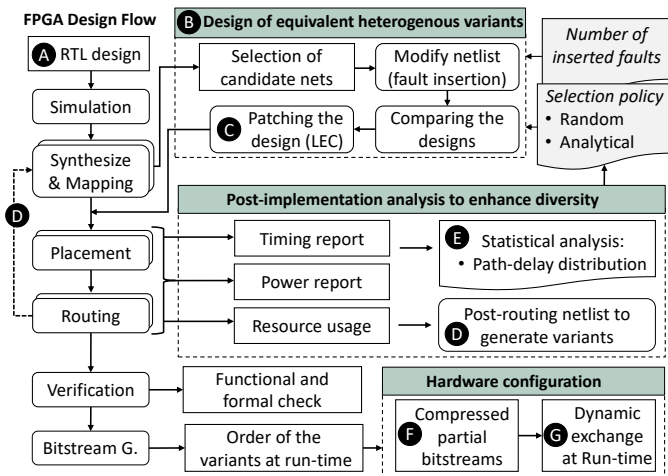 FPGA Design Flow
A RTL design
Simulation
Synthesize
& Mapping
D
Placement
Routing
Verification
Bitstream G.
B Design of equivalent heterogenous variants
Selection of
candidate nets
Modify netlist
(fault insertion)
C Patching the
design (LEC)
Comparing the
designs
Number of
inserted faults
Selection policy
• Random
• Analytical
Post-implementation analysis to enhance diversity
Timing report
Power report
Resource usage
E Statistical analysis:
• Path-delay distribution
D Post-routing netlist to
generate variants
Functional and
formal check
Order of the
variants at run-time
Hardware configuration
F Compressed
partial
bitstreams
G Dynamic
exchange
at Run-time